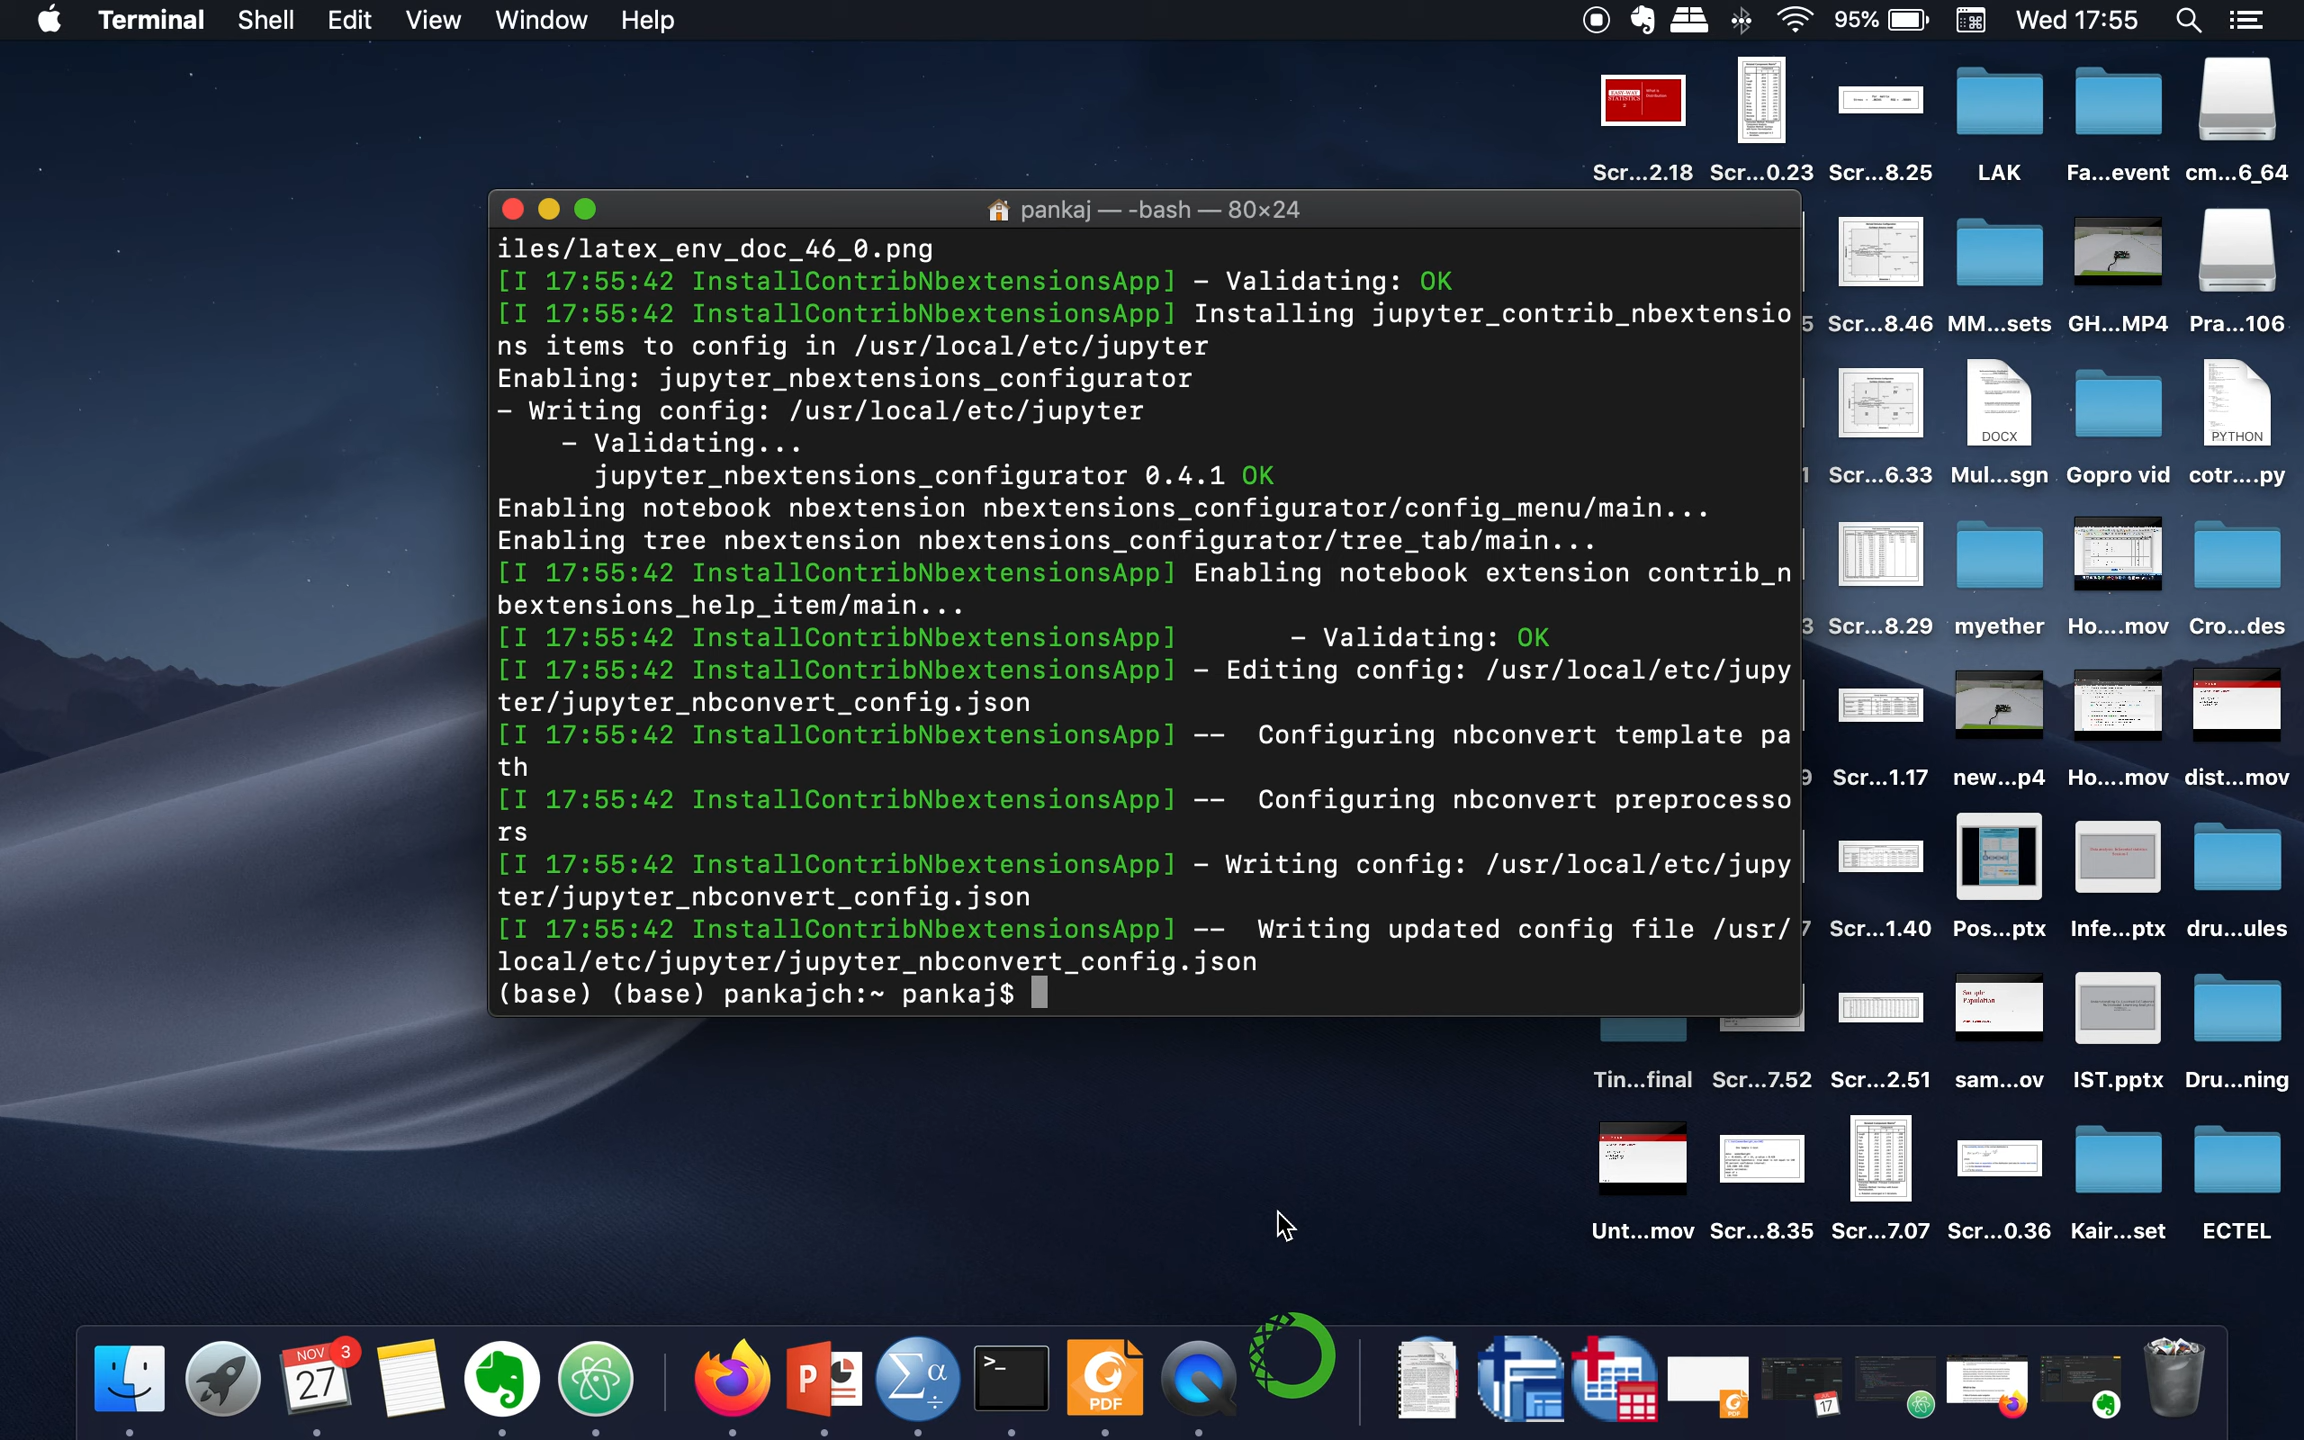 Terminal Shell Edit View Window Help 95% Wed 17:55
pankaj — -bash — 80×24
iles/latex_env_doc_46_0.png
[I 17:55:42 InstallContribNbextensionsApp] - Validating: OK
[I 17:55:42 InstallContribNbextensionsApp] Installing jupyter_contrib_nbextensio
ns items to config in /usr/local/etc/jupyter
Enabling: jupyter_nbextensions_configurator
- Writing config: /usr/local/etc/jupyter
- Validating...
jupyter_nbextensions_configurator 0.4.1 OK
Enabling notebook nbextension nbextensions_configurator/config_menu/main...
Enabling tree nbextension nbextensions_configurator/tree_tab/main...
[I 17:55:42 InstallContribNbextensionsApp] Enabling notebook extension contrib_n
bextensions_help_item/main...
[I 17:55:42 InstallContribNbextensionsApp] - Validating: OK
[I 17:55:42 InstallContribNbextensionsApp] - Editing config: /usr/local/etc/jupy
ter/jupyter_nbconvert_config.json
[I 17:55:42 InstallContribNbextensionsApp] -- Configuring nbconvert template pa
th
[I 17:55:42 InstallContribNbextensionsApp] -- Configuring nbconvert preprocesso
rs
[I 17:55:42 InstallContribNbextensionsApp] - Writing config: /usr/local/etc/jupy
ter/jupyter_nbconvert_config.json
[I 17:55:42 InstallContribNbextensionsApp] -- Writing updated config file /usr/
local/etc/jupyter/jupyter_nbconvert_config.json
(base) (base) pankajch:~ pankaj$
Scr...2.18 Scr...0.23 Scr...8.25 LAK Fa...event cm...6_64
5 Scr...8.46 MM...sets GH...MP4 Pra...106
DOCX PYTHON
1 Scr...6.33 Mul...sgn Gopro vid cotr....py
3 Scr...8.29 myether Ho....mov Cro...des
9 Scr...1.17 new...p4 Ho....mov dist...mov
7 Scr...1.40 Pos...ptx Infe...ptx dru...ules
Tin...final Scr...7.52 Scr...2.51 sam...ov IST.pptx Dru...ning
Unt...mov Scr...8.35 Scr...7.07 Scr...0.36 Kair...set ECTEL
NOV 3
27
P
Σα
>_
PDF
17